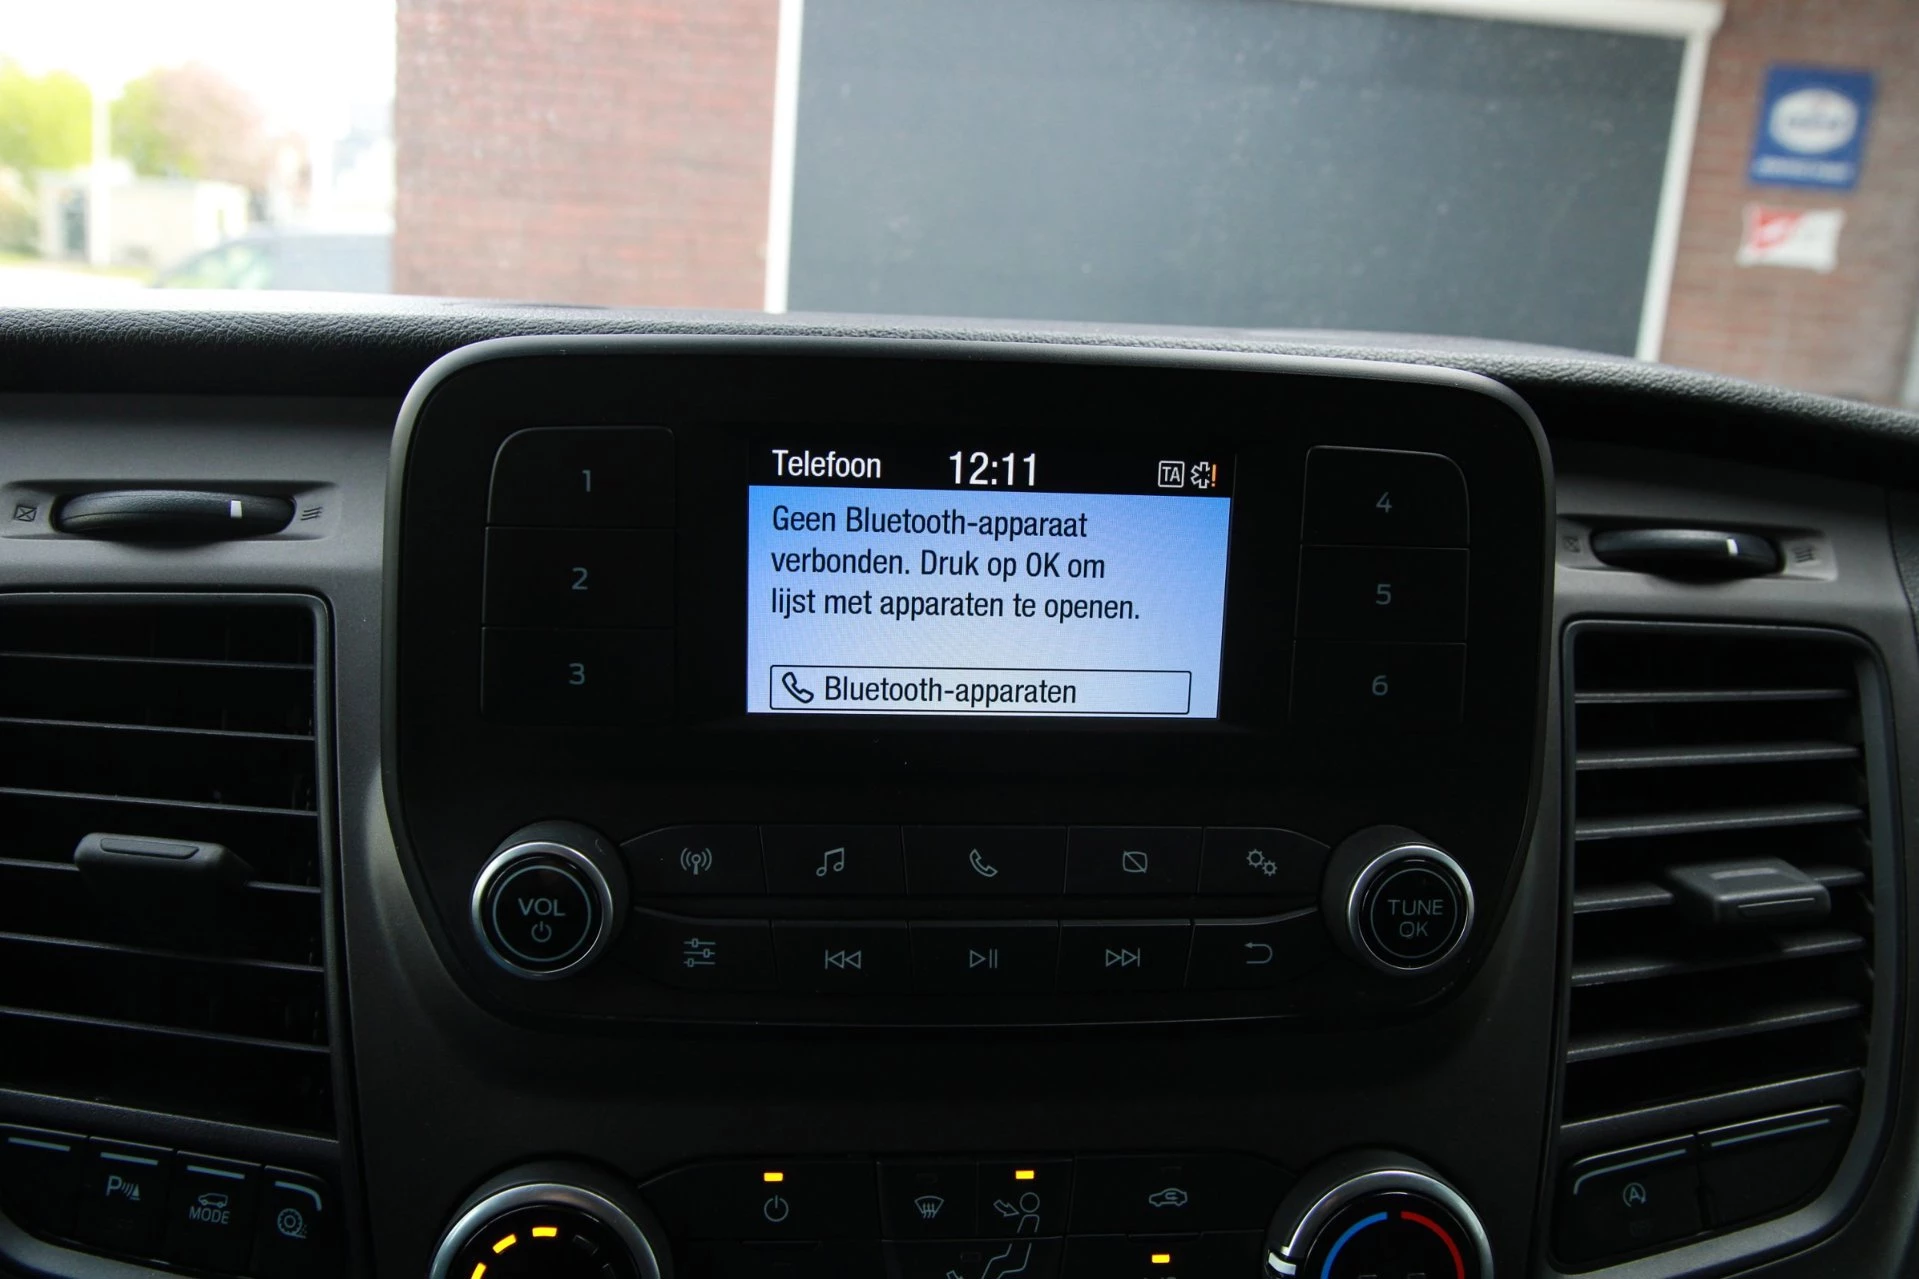 Telefoon 12:11 TA
Geen Bluetooth-apparaat
verbonden. Druk op OK om
lijst met apparaten te openen.
Bluetooth-apparaten
1
2
3
4
5
6
VOL
TUNE
OK
P
MODE
A